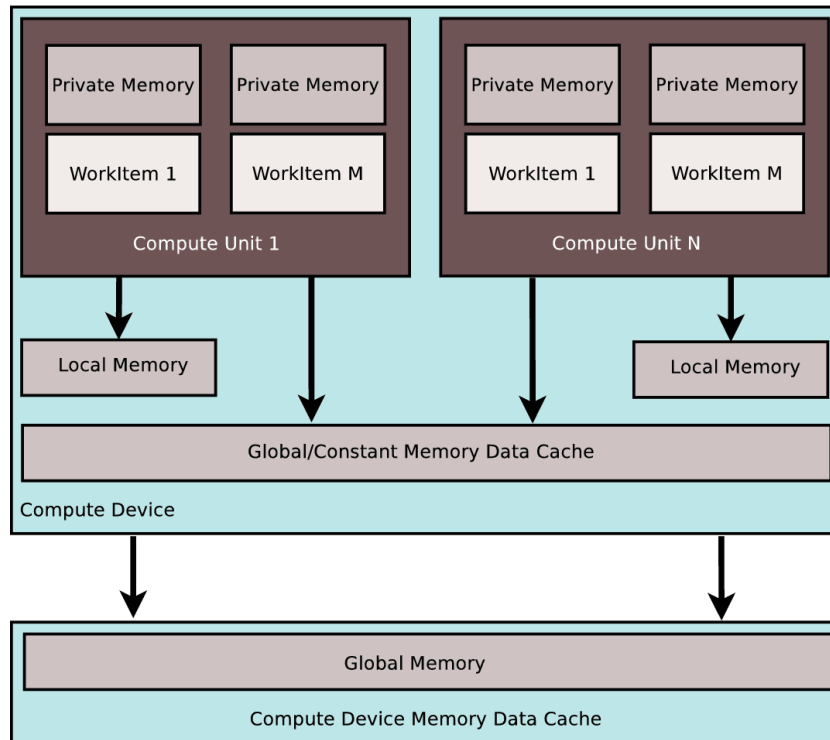 Private Memory
Private Memory
Private Memory
Private Memory
WorkItem 1
WorkItem M
WorkItem 1
WorkItem M
Compute Unit 1
Compute Unit N
Local Memory
Local Memory
Global/Constant Memory Data Cache
Compute Device
Global Memory
Compute Device Memory Data Cache